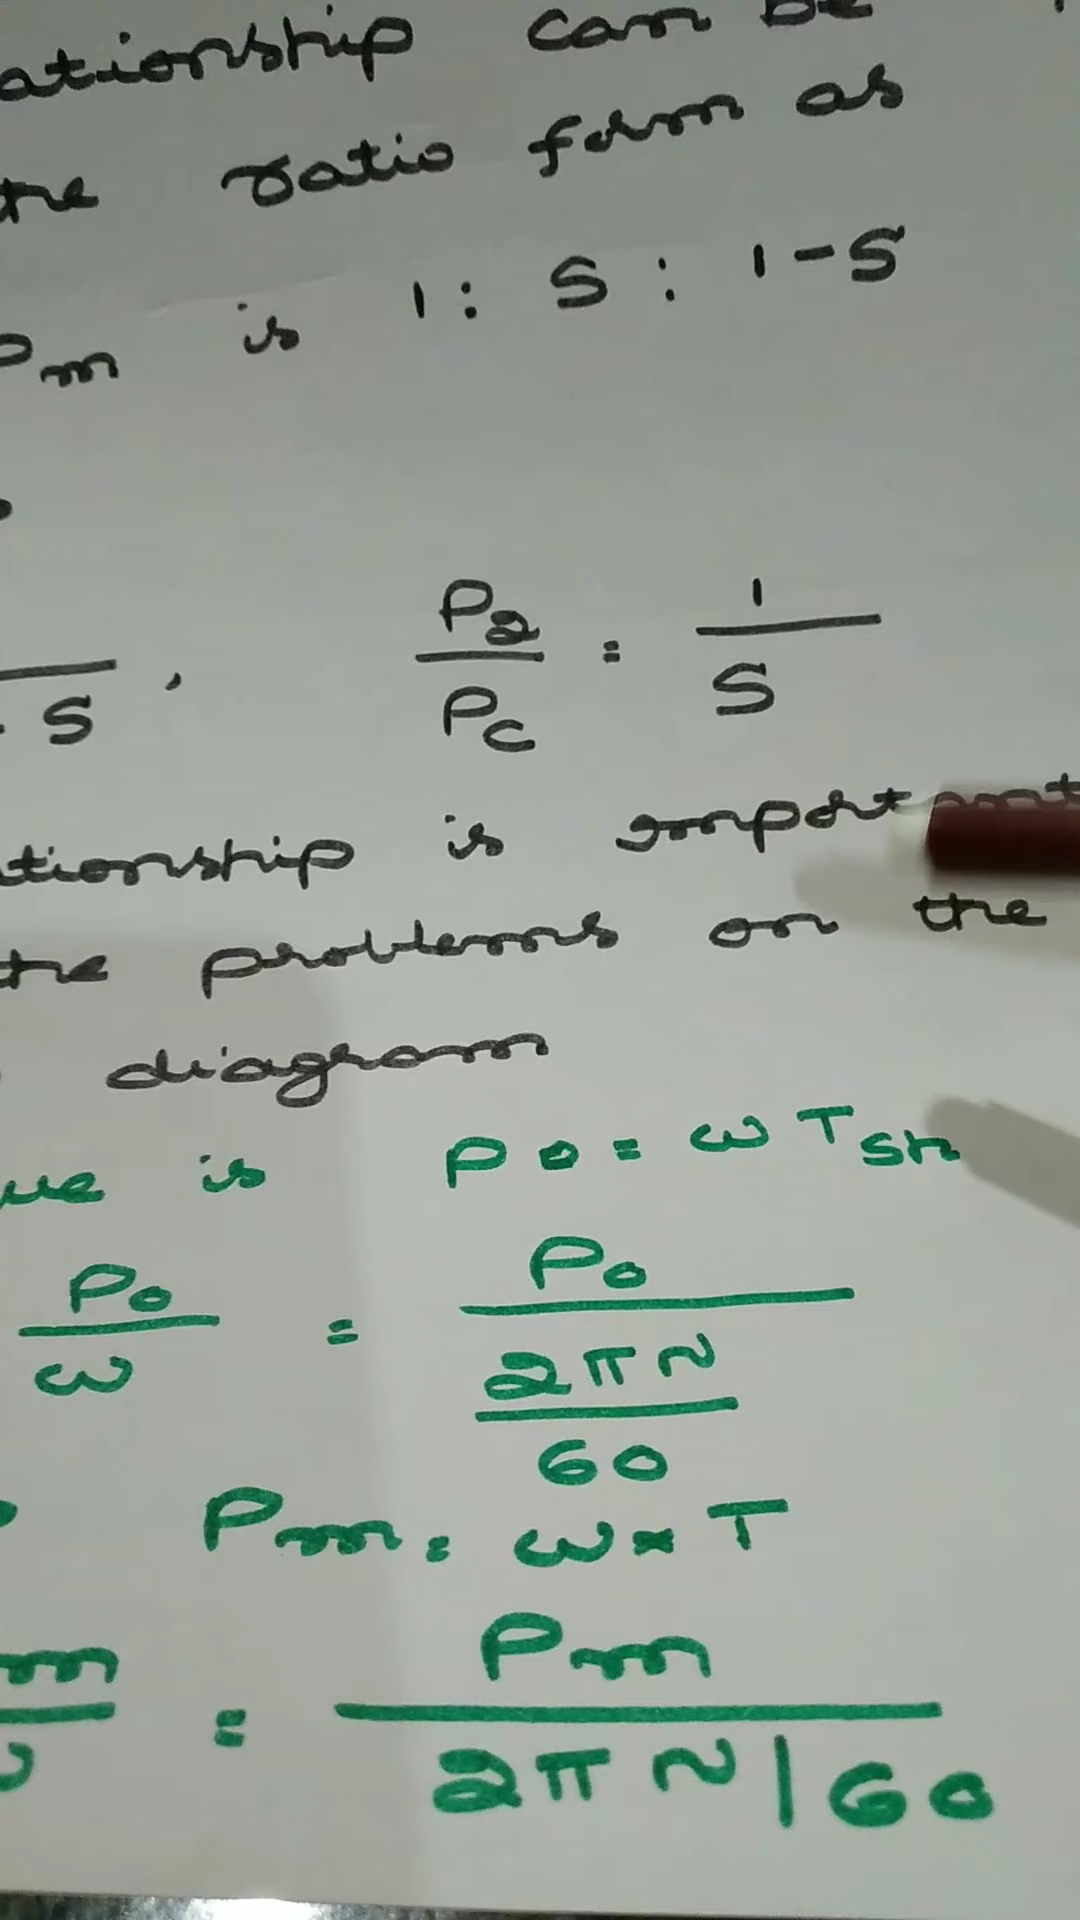 ationship can be
the ratio form as
Pm is 1 : S : 1-S
S , P2/Pc = 1/S
tionship is important
the problems on the
diagram
ue is Po = ω Tsh
Po/ω = Po/(2πN/60)
Pm = ω × T
m = Pm/(2πN/60)